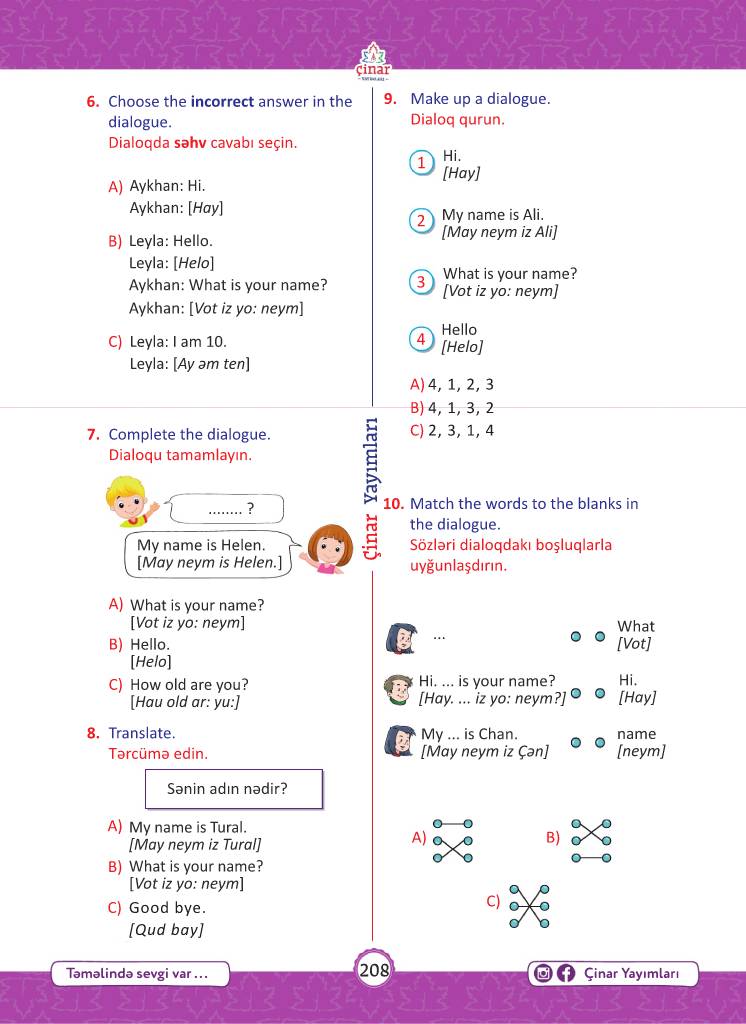 çinar
6. Choose the incorrect answer in the
dialogue.
Dialoqda səhv cavabı seçin.
A) Aykhan: Hi.
Aykhan: [Hay]
B) Leyla: Hello.
Leyla: [Helo]
Aykhan: What is your name?
Aykhan: [Vot iz yo: neym]
C) Leyla: I am 10.
Leyla: [Ay əm ten]
7. Complete the dialogue.
Dialoqu tamamlayın.
........ ?
My name is Helen.
[May neym is Helen.]
A) What is your name?
[Vot iz yo: neym]
B) Hello.
[Helo]
C) How old are you?
[Hau old ar: yu:]
8. Translate.
Tərcümə edin.
Sənin adın nədir?
A) My name is Tural.
[May neym iz Tural]
B) What is your name?
[Vot iz yo: neym]
C) Good bye.
[Qud bay]
Çinar Yayımları
9. Make up a dialogue.
Dialoq qurun.
1 Hi.
[Hay]
2 My name is Ali.
[May neym iz Ali]
3 What is your name?
[Vot iz yo: neym]
4 Hello
[Helo]
A) 4, 1, 2, 3
B) 4, 1, 3, 2
C) 2, 3, 1, 4
10. Match the words to the blanks in
the dialogue.
Sözləri dialoqdakı boşluqlarla
uyğunlaşdırın.
... What
[Vot]
Hi. ... is your name? Hi.
[Hay. ... iz yo: neym?] [Hay]
My ... is Chan. name
[May neym iz Çən] [neym]
A) B)
C)
Təməlində sevgi var...
208
Çinar Yayımları